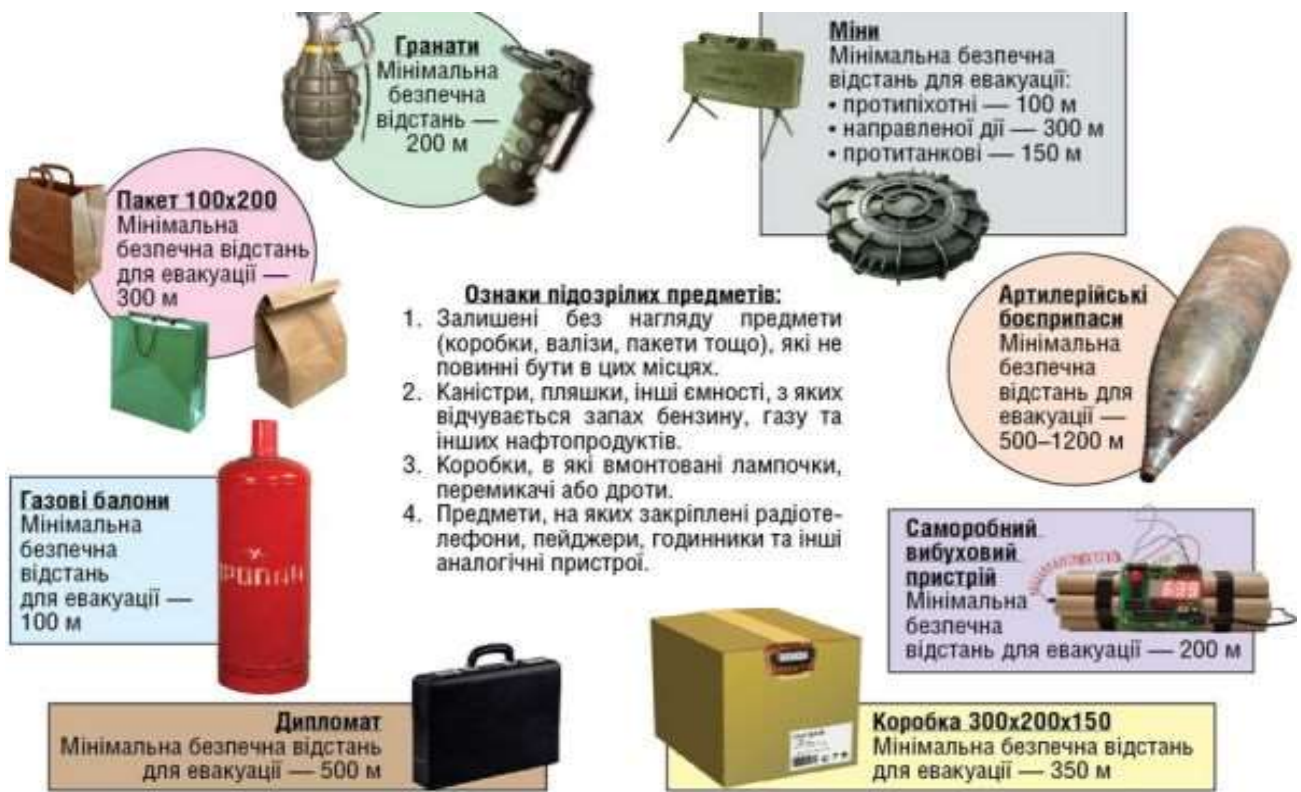 Гранати
Мінімальна
безпечна
відстань —
200 м
Міни
Мінімальна безпечна
відстань для евакуації:
• протипіхотні — 100 м
• направленої дії — 300 м
• протитанкові — 150 м
Пакет 100х200
Мінімальна
безпечна відстань
для евакуації —
300 м
Ознаки підозрілих предметів:
1. Залишені без нагляду предмети
(коробки, валізи, пакети тощо), які не
повинні бути в цих місцях.
2. Каністри, пляшки, інші ємності, з яких
відчувається запах бензину, газу та
інших нафтопродуктів.
3. Коробки, в які вмонтовані лампочки,
перемикачі або дроти.
4. Предмети, на яких закріплені радіоте-
лефони, пейджери, годинники та інші
аналогічні пристрої.
Артилерійські
боєприпаси
Мінімальна
безпечна
відстань для
евакуації —
500–1200 м
Газові балони
Мінімальна
безпечна
відстань
для евакуації —
100 м
ПРОПАН
Саморобний
вибуховий
пристрій
Мінімальна
безпечна
відстань для евакуації — 200 м
Дипломат
Мінімальна безпечна відстань
для евакуації — 500 м
Коробка 300х200х150
Мінімальна безпечна відстань
для евакуації — 350 м